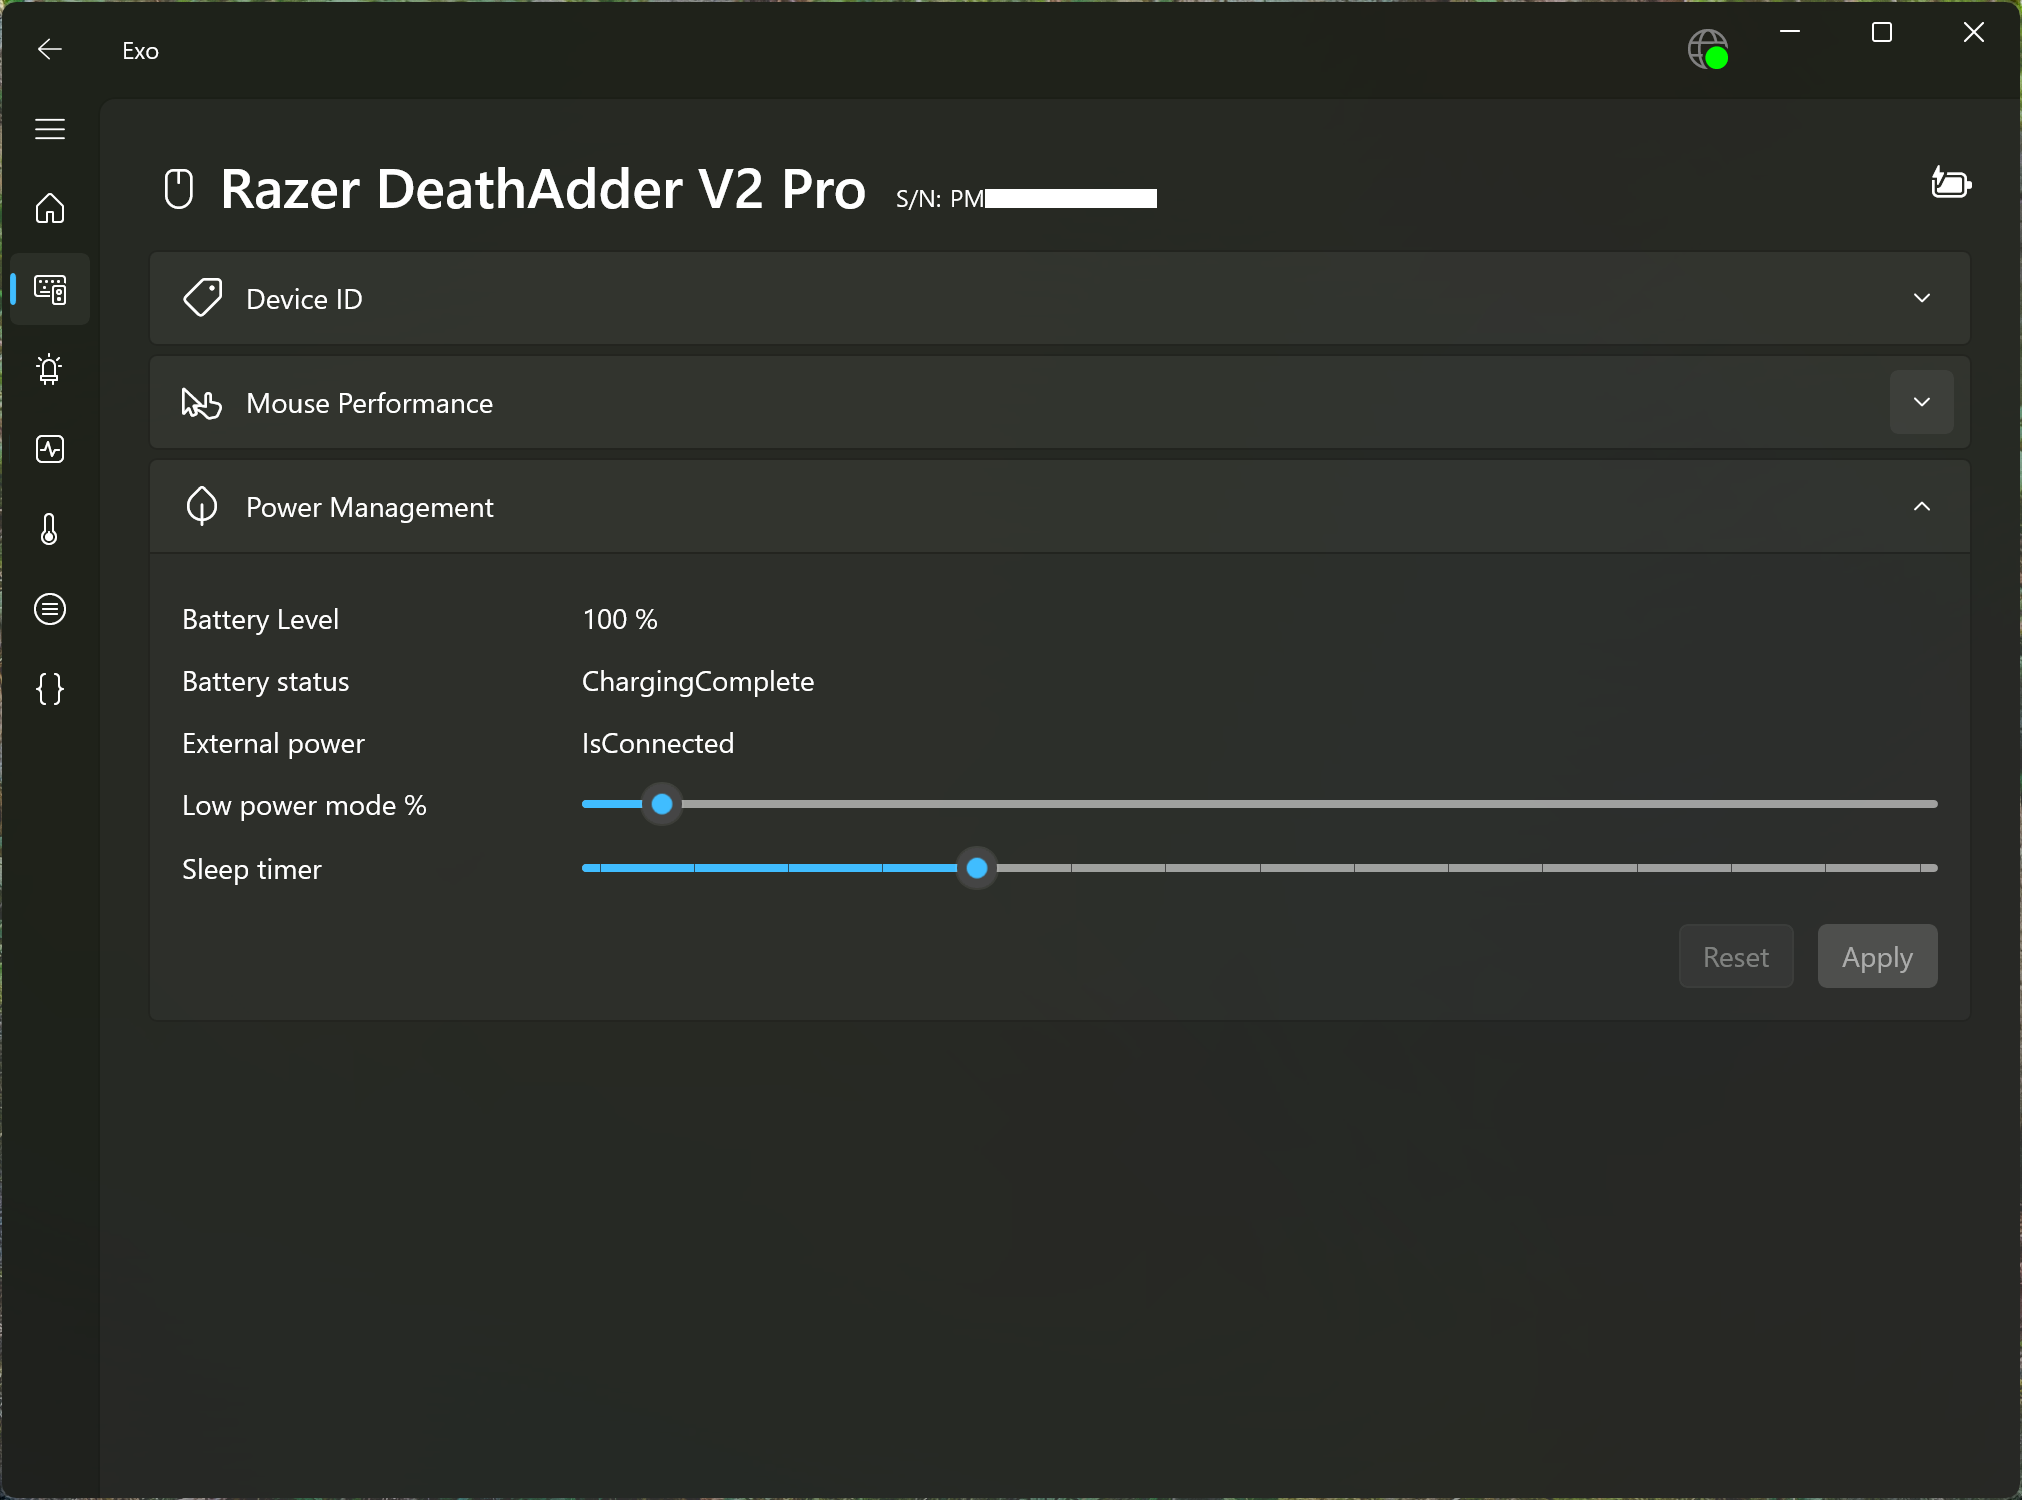 Exo
Razer DeathAdder V2 Pro S/N: PM
Device ID
Mouse Performance
Power Management
Battery Level 100 %
Battery status ChargingComplete
External power IsConnected
Low power mode %
Sleep timer
Reset Apply